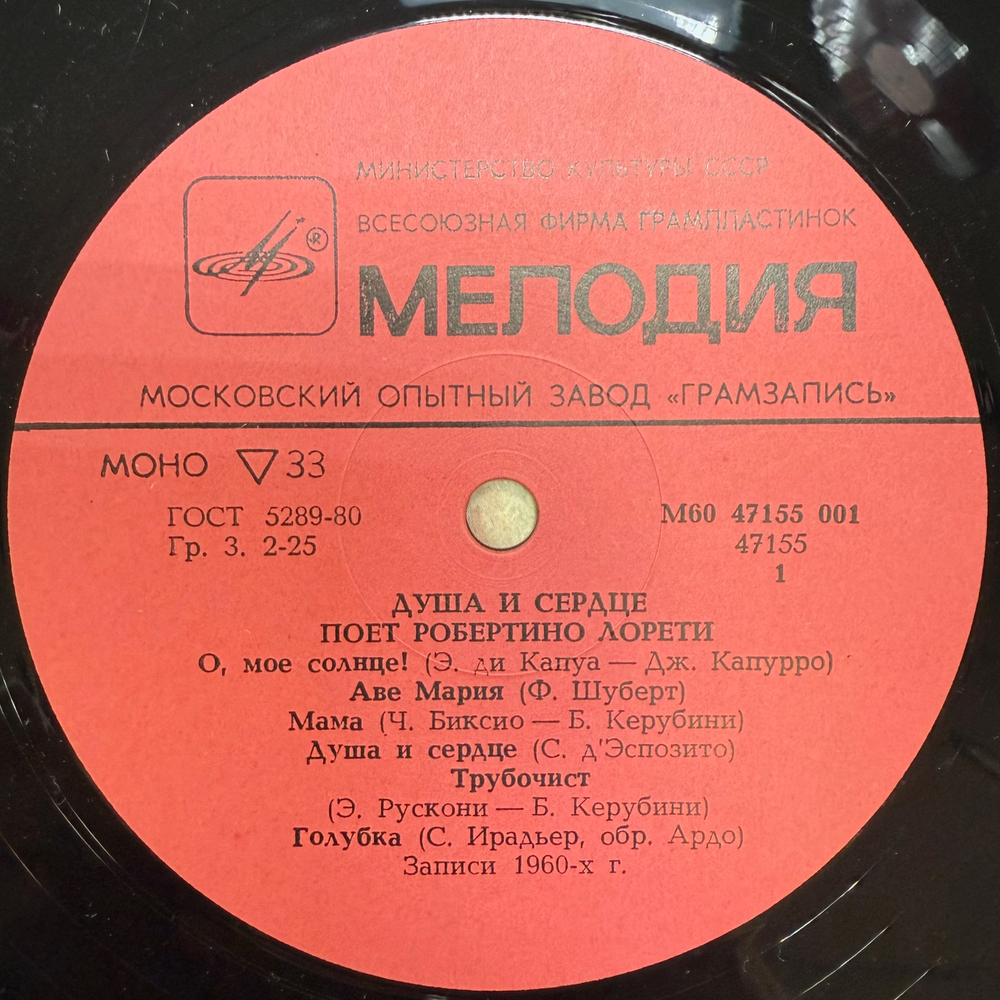 МИНИСТЕРСТВО КУЛЬТУРЫ СССР
ВСЕСОЮЗНАЯ ФИРМА ГРАМПЛАСТИНОК
®
МЕЛОДИЯ
МОСКОВСКИЙ ОПЫТНЫЙ ЗАВОД «ГРАМЗАПИСЬ»
МОНО ▽ 33
ГОСТ 5289-80
Гр. 3. 2-25
М60 47155 001
47155
1
ДУША И СЕРДЦЕ
ПОЕТ РОБЕРТИНО ЛОРЕТИ
О, мое солнце! (Э. ди Капуа — Дж. Капурро)
Аве Мария (Ф. Шуберт)
Мама (Ч. Биксио — Б. Керубини)
Душа и сердце (С. д'Эспозито)
Трубочист
(Э. Рускони — Б. Керубини)
Голубка (С. Ирадьер, обр. Ардо)
Записи 1960-х г.